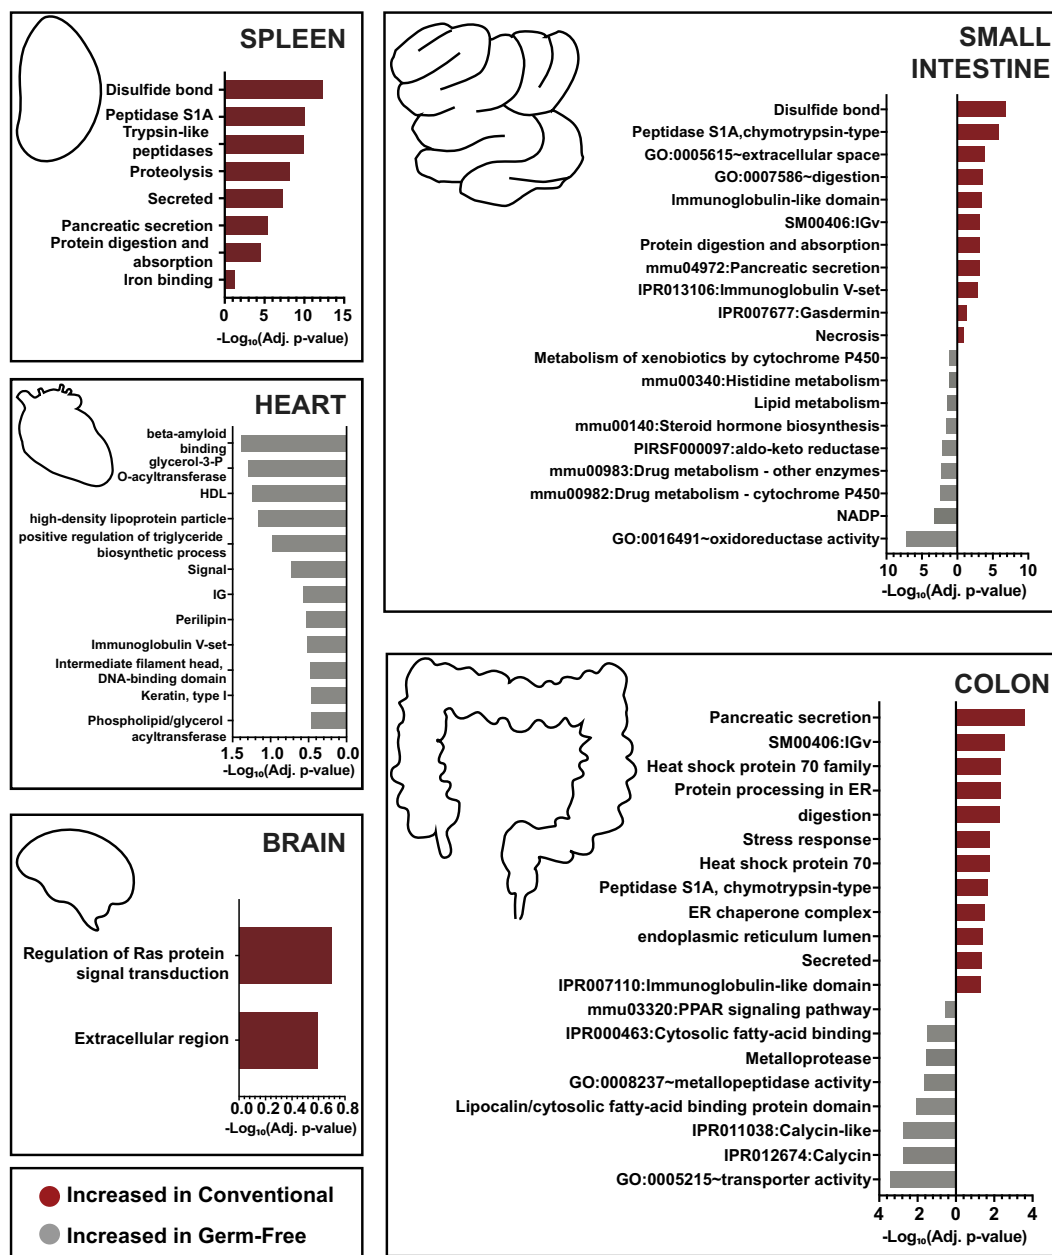 SPLEEN
Disulfide bond
Peptidase S1A
Trypsin-like
peptidases
Proteolysis
Secreted
Pancreatic secretion
Protein digestion and
absorption
Iron binding
0 5 10 15
-Log₁₀(Adj. p-value)
HEART
beta-amyloid
binding
glycerol-3-P
O-acyltransferase
HDL
high-density lipoprotein particle
positive regulation of triglyceride
biosynthetic process
Signal
IG
Perilipin
Immunoglobulin V-set
Intermediate filament head,
DNA-binding domain
Keratin, type I
Phospholipid/glycerol
acyltransferase
1.5 1.0 0.5 0.0
-Log₁₀(Adj. p-value)
BRAIN
Regulation of Ras protein
signal transduction
Extracellular region
0.0 0.2 0.4 0.6 0.8
-Log₁₀(Adj. p-value)
Increased in Conventional
Increased in Germ-Free
SMALL
INTESTINE
Disulfide bond
Peptidase S1A,chymotrypsin-type
GO:0005615~extracellular space
GO:0007586~digestion
Immunoglobulin-like domain
SM00406:IGv
Protein digestion and absorption
mmu04972:Pancreatic secretion
IPR013106:Immunoglobulin V-set
IPR007677:Gasdermin
Necrosis
Metabolism of xenobiotics by cytochrome P450
mmu00340:Histidine metabolism
Lipid metabolism
mmu00140:Steroid hormone biosynthesis
PIRSF000097:aldo-keto reductase
mmu00983:Drug metabolism - other enzymes
mmu00982:Drug metabolism - cytochrome P450
NADP
GO:0016491~oxidoreductase activity
10 5 0 5 10
-Log₁₀(Adj. p-value)
COLON
Pancreatic secretion
SM00406:IGv
Heat shock protein 70 family
Protein processing in ER
digestion
Stress response
Heat shock protein 70
Peptidase S1A, chymotrypsin-type
ER chaperone complex
endoplasmic reticulum lumen
Secreted
IPR007110:Immunoglobulin-like domain
mmu03320:PPAR signaling pathway
IPR000463:Cytosolic fatty-acid binding
Metalloprotease
GO:0008237~metallopeptidase activity
Lipocalin/cytosolic fatty-acid binding protein domain
IPR011038:Calycin-like
IPR012674:Calycin
GO:0005215~transporter activity
4 2 0 2 4
-Log₁₀(Adj. p-value)